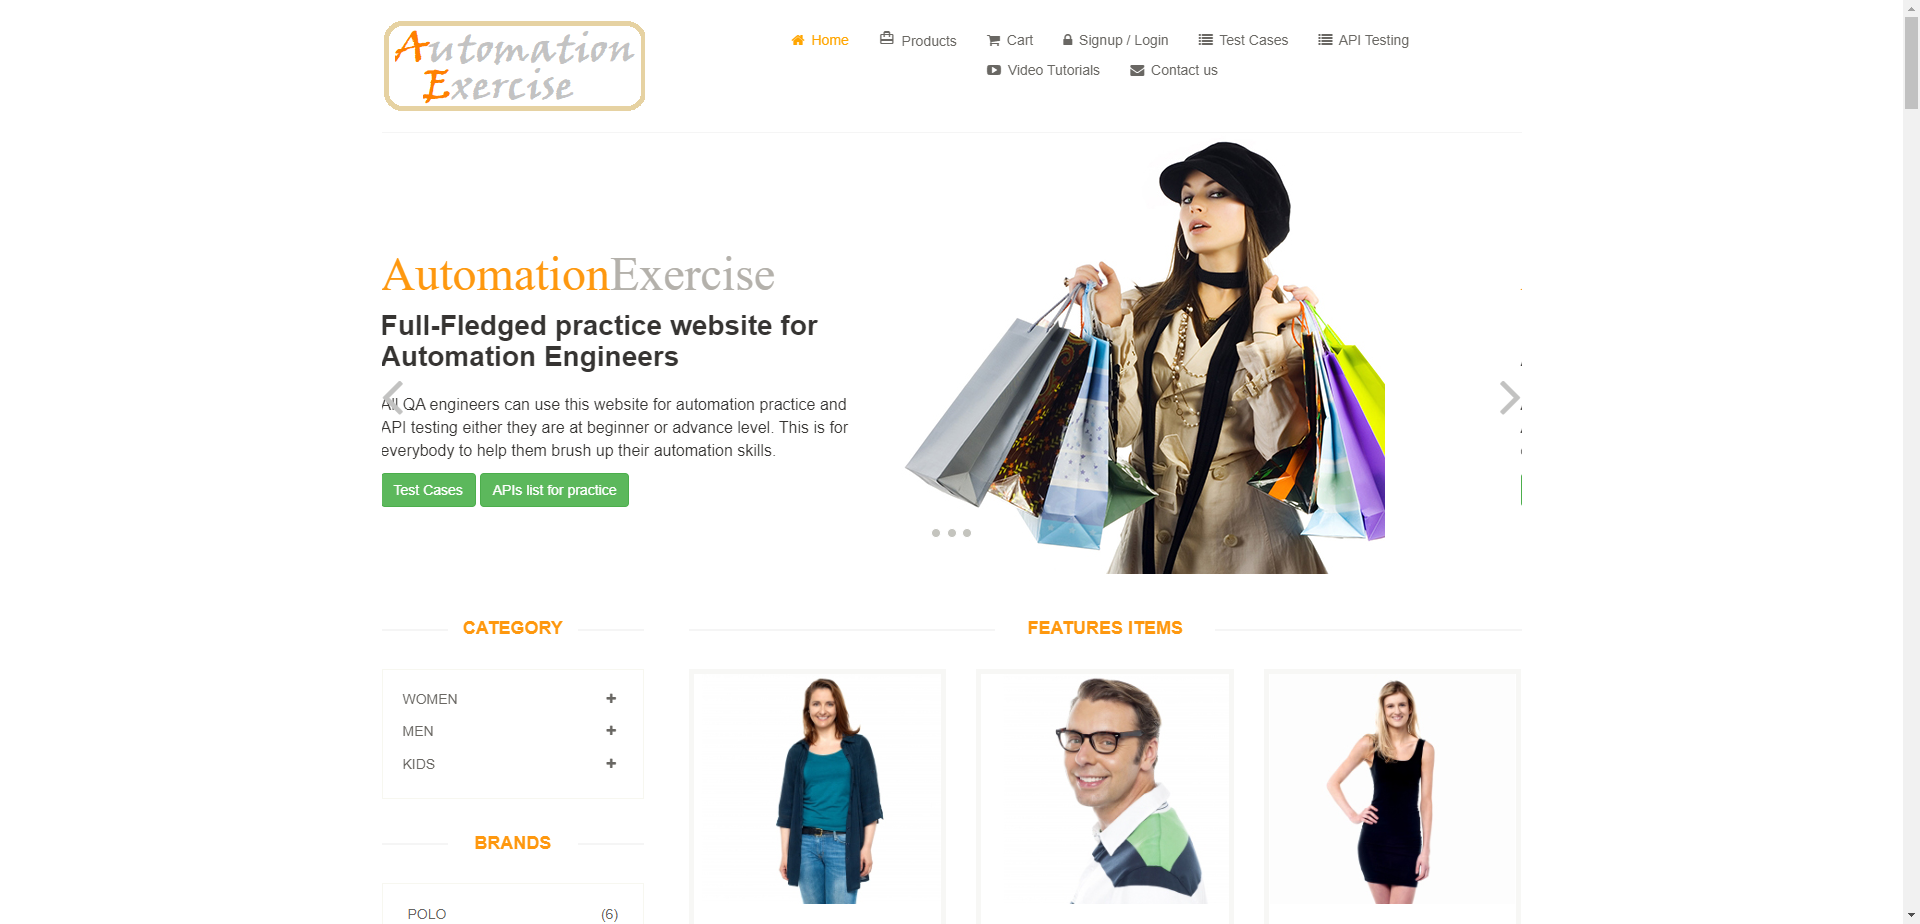 Automation
Exercise
Home
Products
Cart
Signup / Login
Test Cases
API Testing
Video Tutorials
Contact us
AutomationExercise
Full-Fledged practice website for
Automation Engineers
All QA engineers can use this website for automation practice and
API testing either they are at beginner or advance level. This is for
everybody to help them brush up their automation skills.
Test Cases
APIs list for practice
CATEGORY
WOMEN
MEN
KIDS
BRANDS
POLO (6)
FEATURES ITEMS